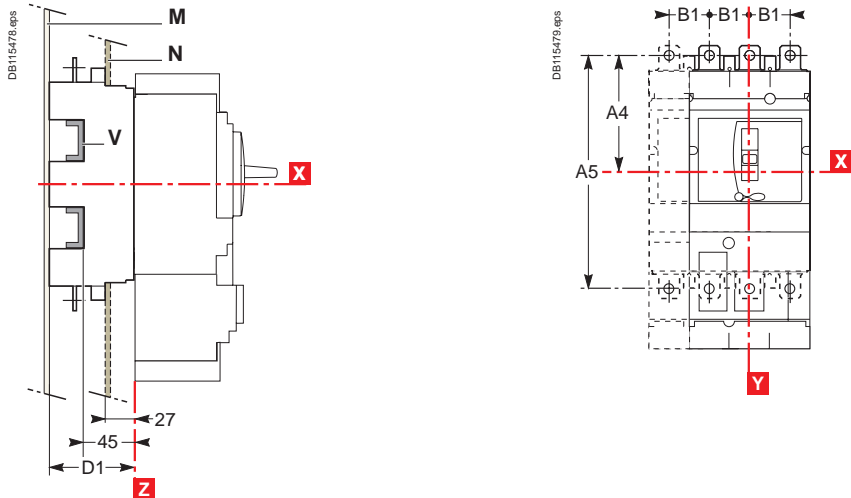 DB115478.eps
M
N
V
X
27
45
D1
Z
DB115479.eps
B1 B1 B1
A4
X
A5
Y